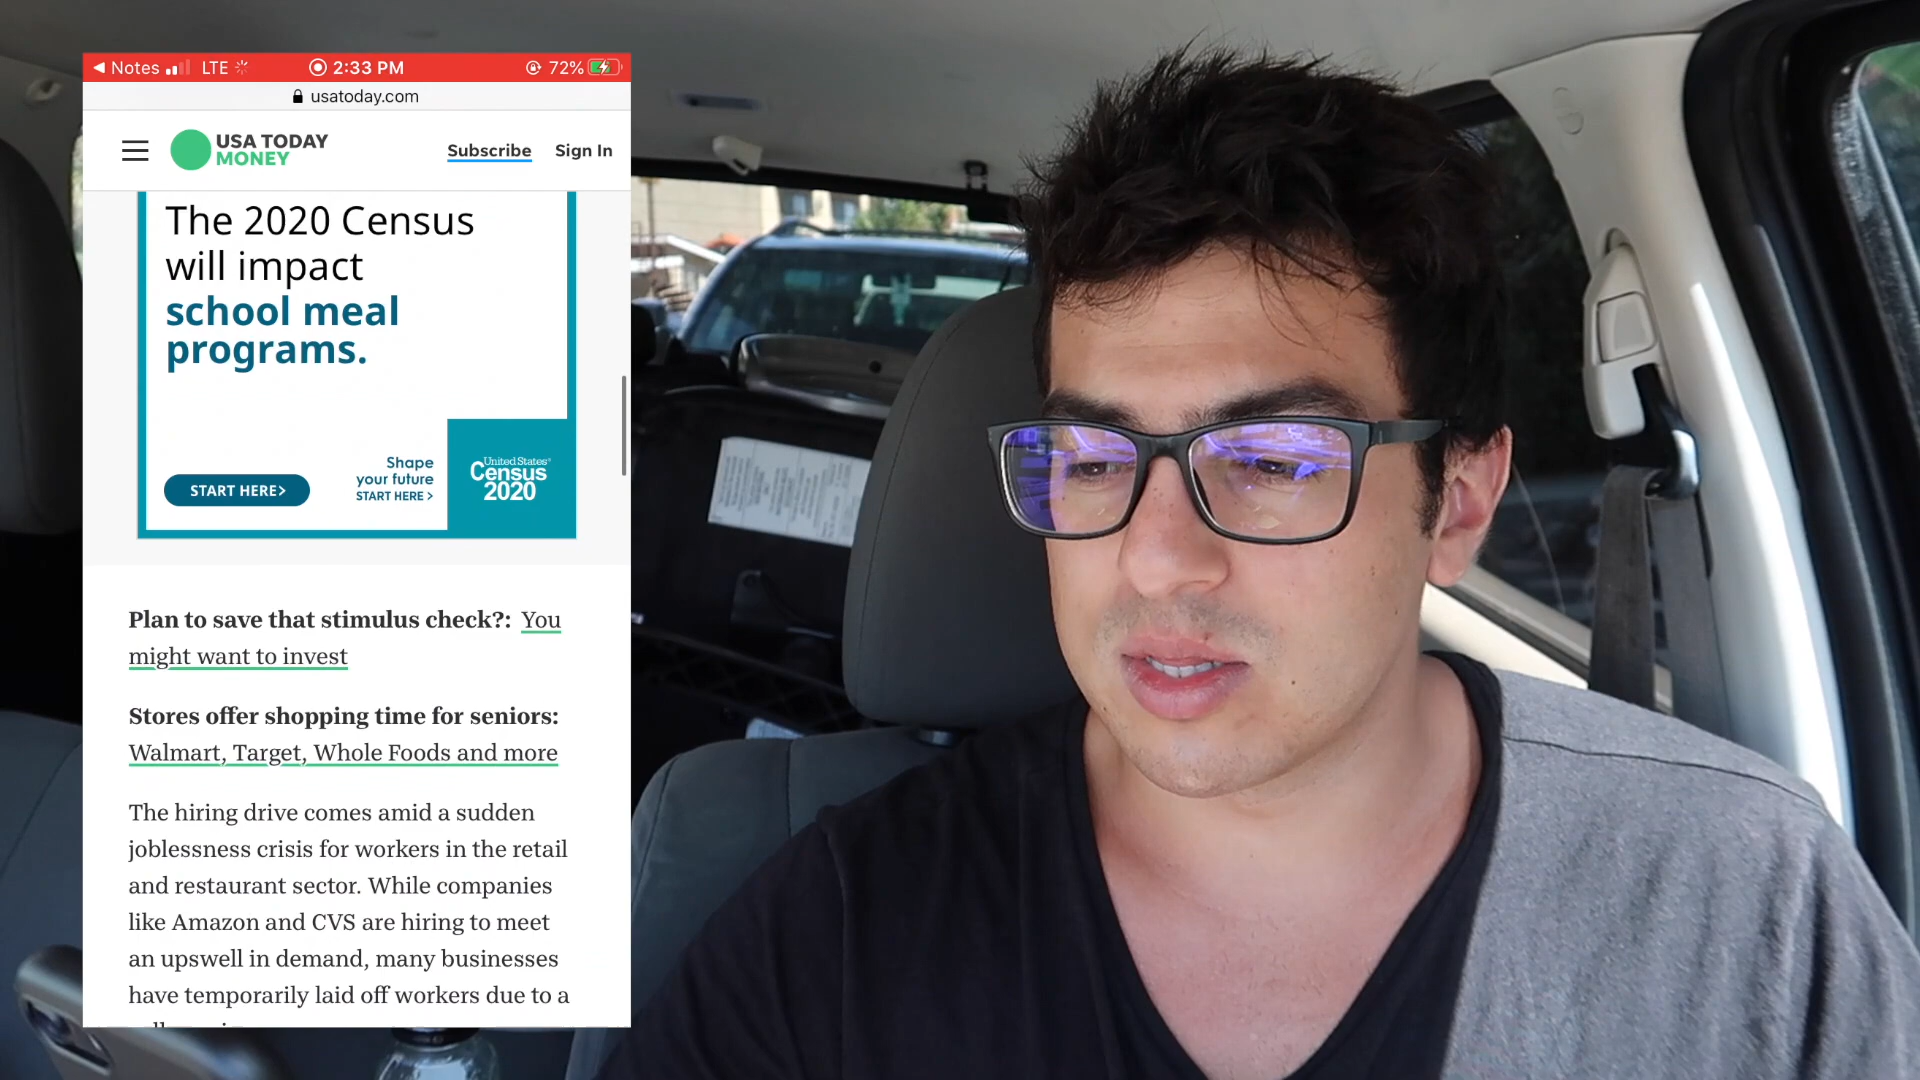 Notes LTE 2:33 PM 72%
usatoday.com
USA TODAY
MONEY
Subscribe Sign In
The 2020 Census
will impact
school meal
programs.
Shape
your future
START HERE >
START HERE>
United States®
Census
2020
Plan to save that stimulus check?: You
might want to invest
Stores offer shopping time for seniors:
Walmart, Target, Whole Foods and more
The hiring drive comes amid a sudden
joblessness crisis for workers in the retail
and restaurant sector. While companies
like Amazon and CVS are hiring to meet
an upswell in demand, many businesses
have temporarily laid off workers due to a